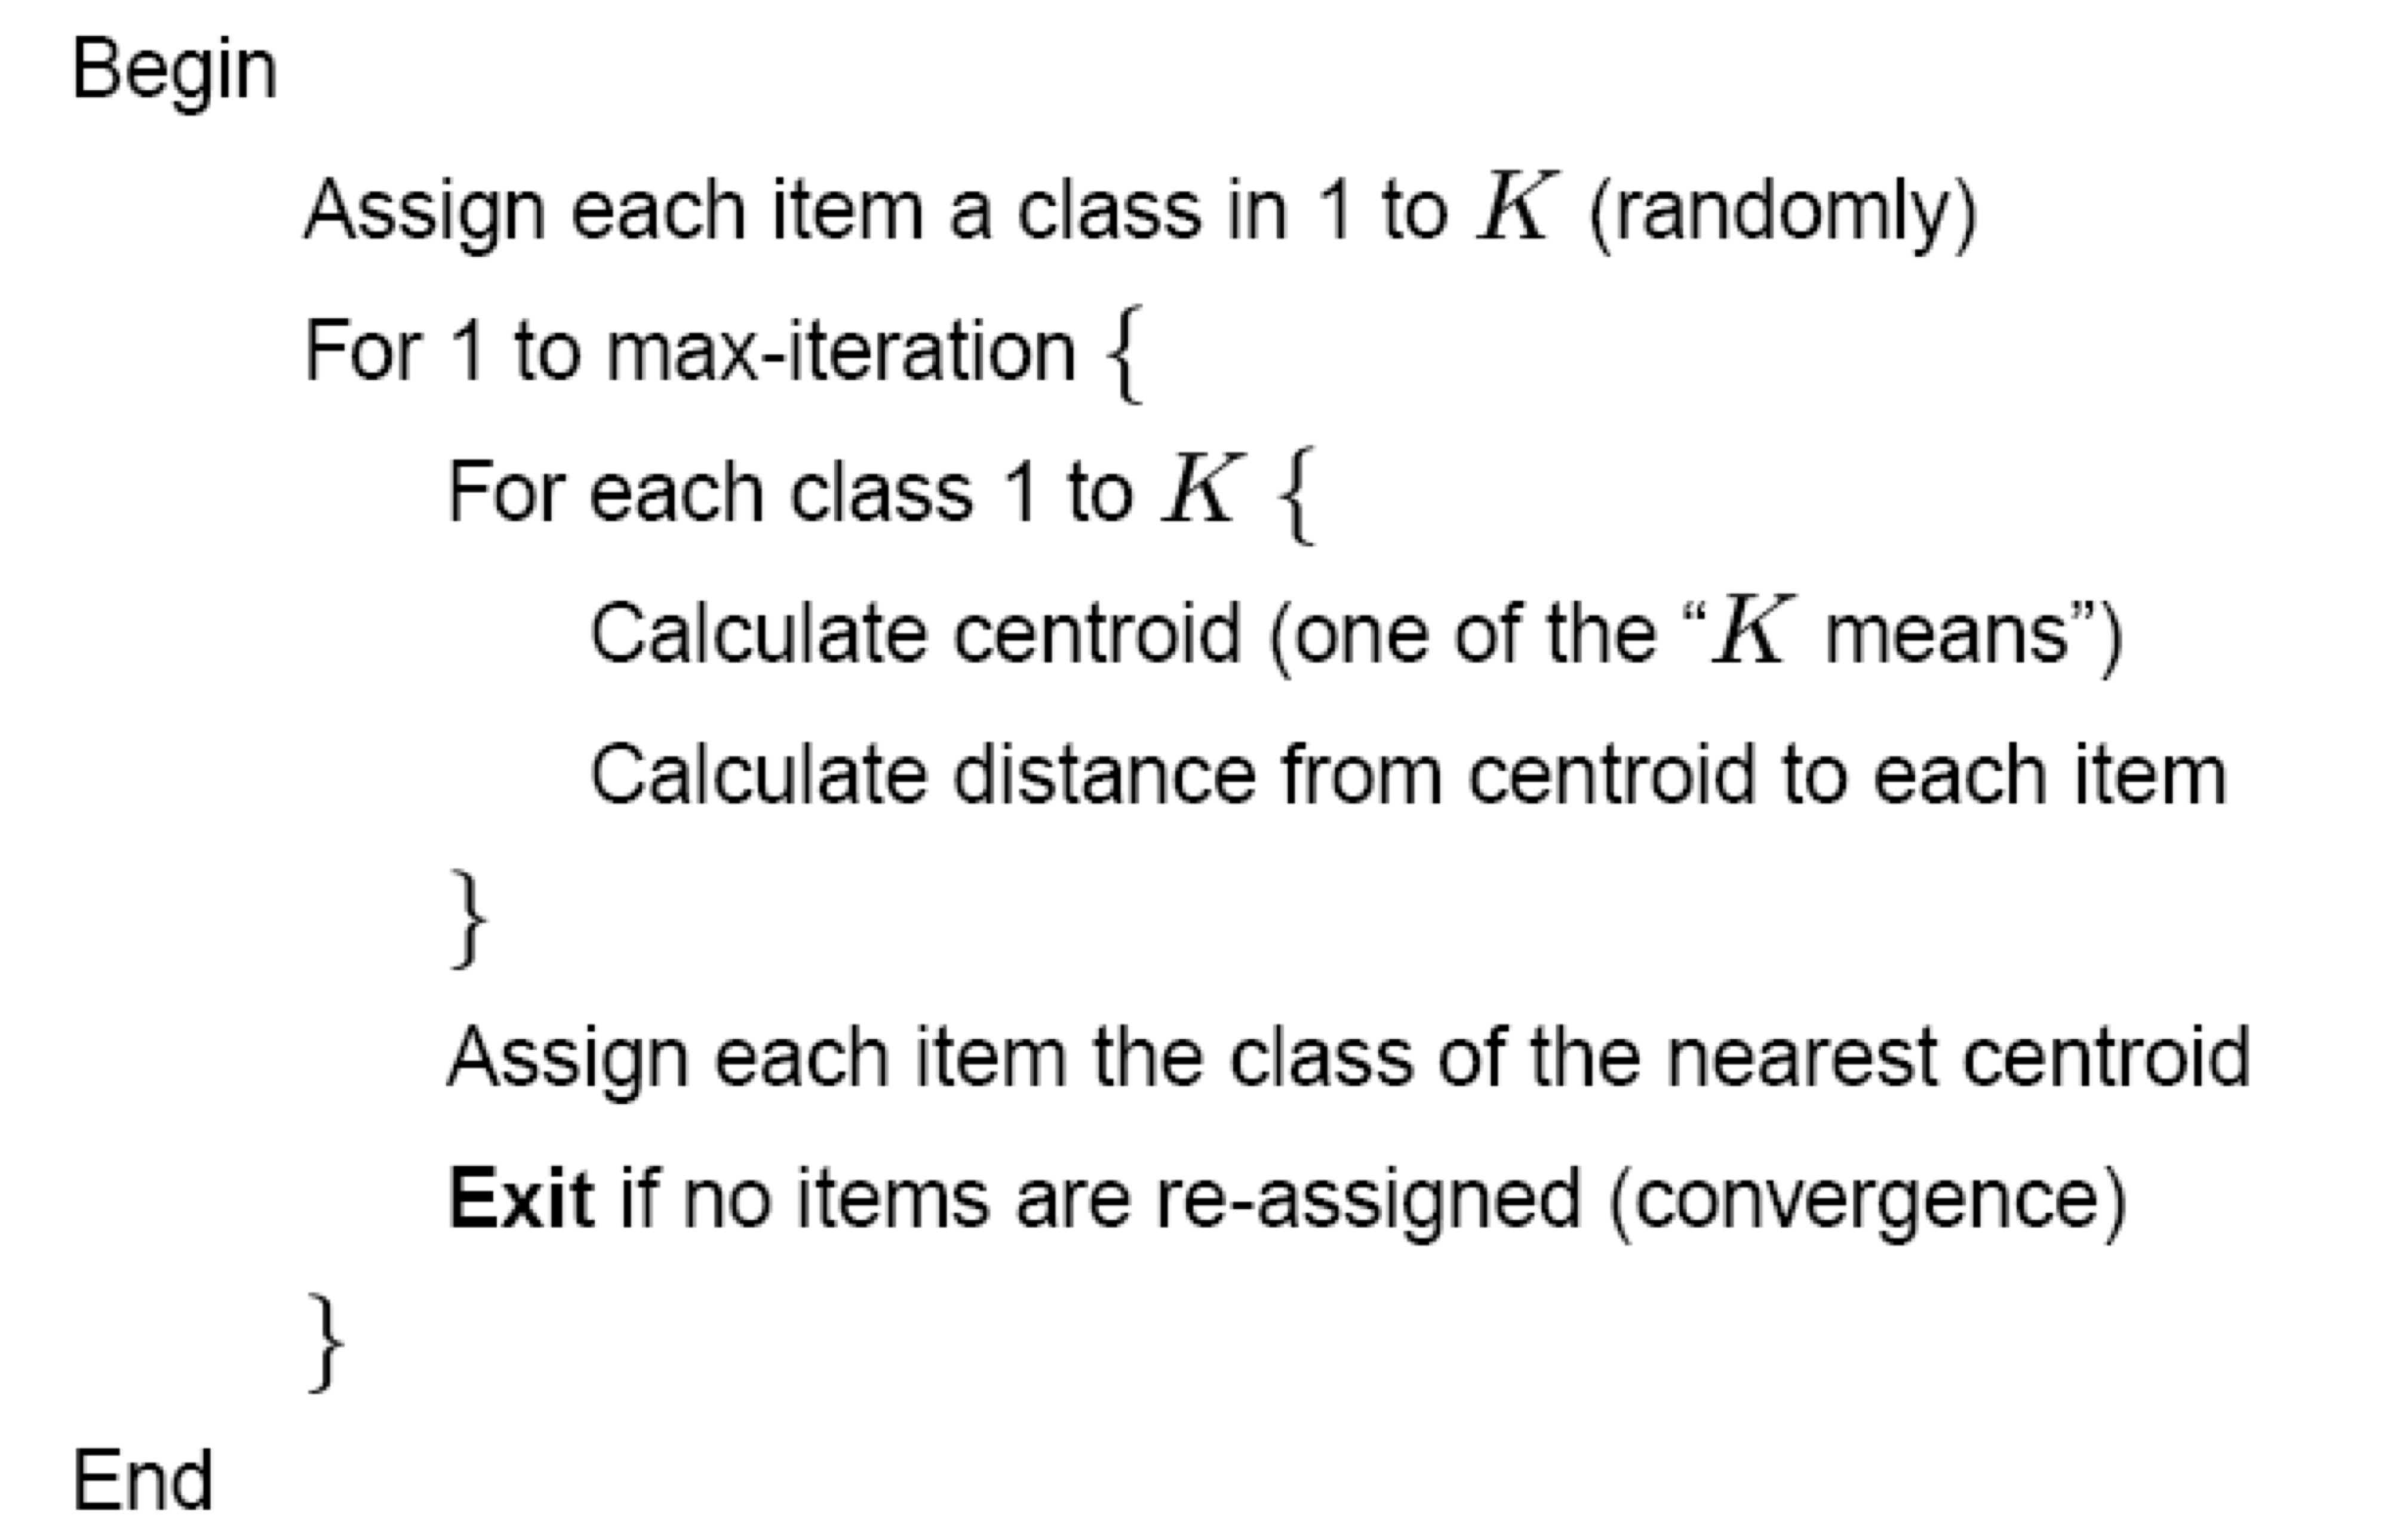 Begin
Assign each item a class in 1 to K (randomly)
For 1 to max-iteration {
For each class 1 to K {
Calculate centroid (one of the “K means”)
Calculate distance from centroid to each item
}
Assign each item the class of the nearest centroid
Exit if no items are re-assigned (convergence)
}
End